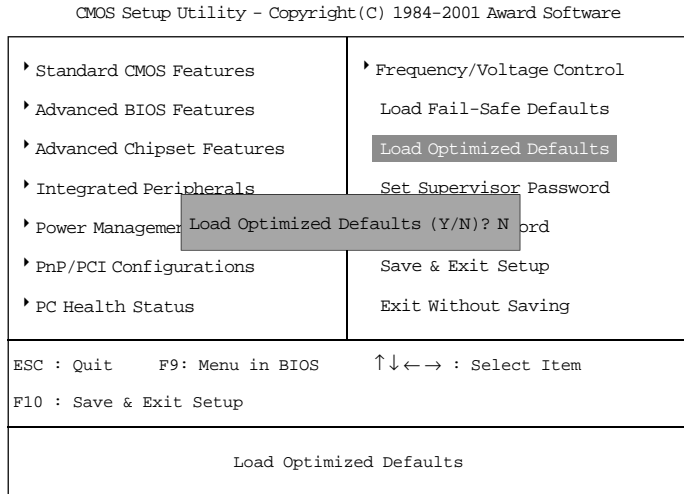 CMOS Setup Utility - Copyright(C) 1984-2001 Award Software
Standard CMOS Features
Advanced BIOS Features
Advanced Chipset Features
Integrated Peripherals
Power
PnP/PCI Configurations
PC Health Status
Frequency/Voltage Control
Load Fail-Safe Defaults
Load Optimized Defaults
Set Supervisor Password
Save & Exit Setup
Exit Without Saving
Load Optimized Defaults (Y/N)? N
ESC : Quit F9: Menu in BIOS ↑↓←→ : Select Item
F10 : Save & Exit Setup
Load Optimized Defaults